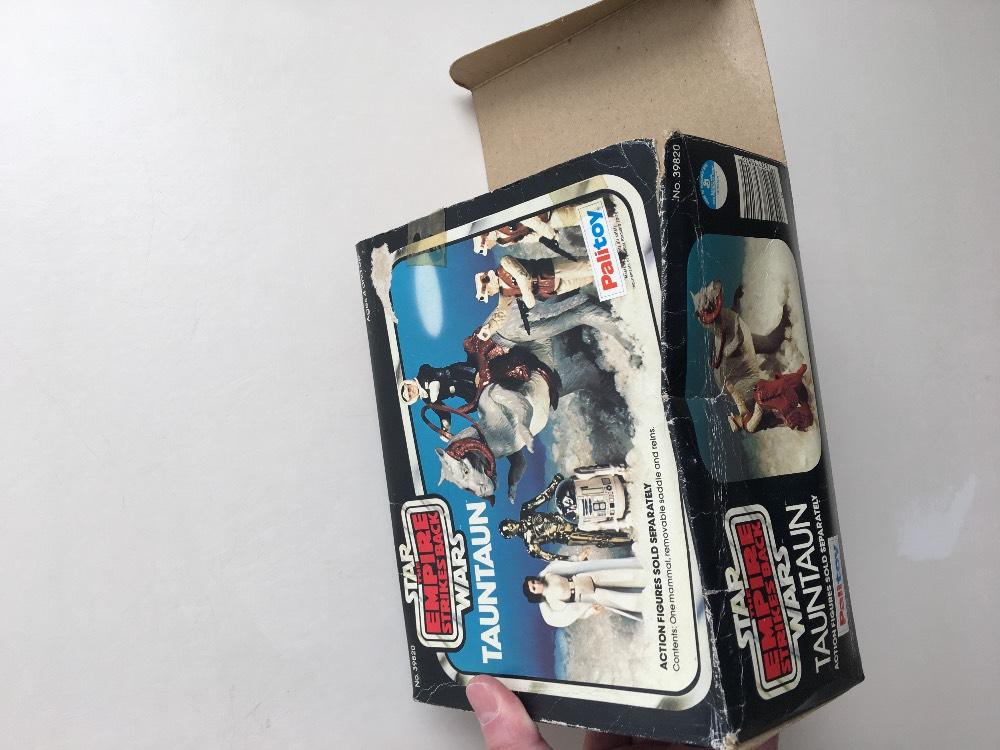 No. 39820
STAR
THE
EMPIRE
STRIKES BACK
WARS
TAUNTAUN
ACTION FIGURES SOLD SEPARATELY
Contents: One mammal, removable saddle and reins.
Palitoy
No. 39820
STAR
THE
EMPIRE
STRIKES BACK
WARS
TAUNTAUN
ACTION FIGURES SOLD SEPARATELY
Palitoy